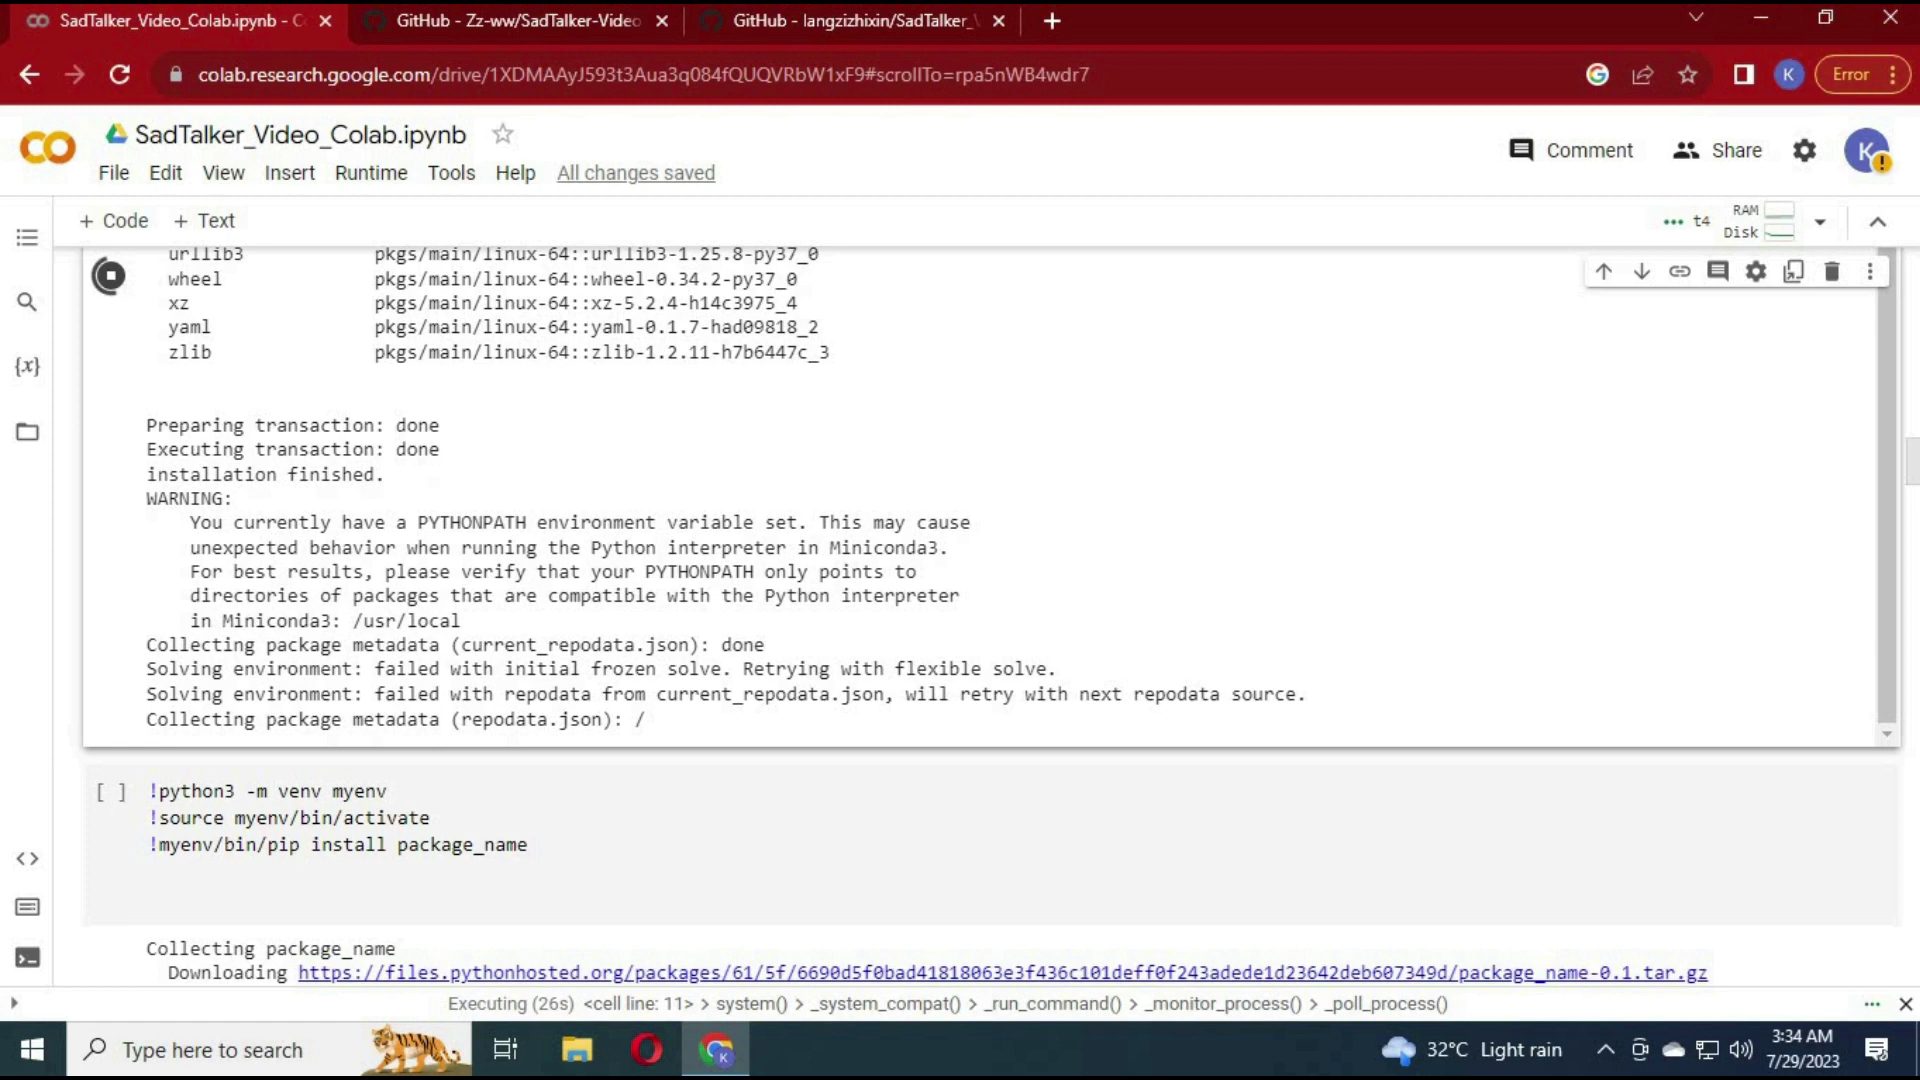 SadTalker_Video_Colab.ipynb - C
GitHub - Zz-ww/SadTalker-Video
GitHub - langzizhixin/SadTalker_
colab.research.google.com/drive/1XDMAAyJ593t3Aua3q084fQUQVRbW1xF9#scrollTo=rpa5nWB4wdr7
K
Error
SadTalker_Video_Colab.ipynb
File Edit View Insert Runtime Tools Help All changes saved
Comment
Share
K
+ Code + Text
t4
RAM
Disk
urllib3 pkgs/main/linux-64::urllib3-1.25.8-py37_0
wheel pkgs/main/linux-64::wheel-0.34.2-py37_0
xz pkgs/main/linux-64::xz-5.2.4-h14c3975_4
yaml pkgs/main/linux-64::yaml-0.1.7-had09818_2
zlib pkgs/main/linux-64::zlib-1.2.11-h7b6447c_3
Preparing transaction: done
Executing transaction: done
installation finished.
WARNING:
You currently have a PYTHONPATH environment variable set. This may cause
unexpected behavior when running the Python interpreter in Miniconda3.
For best results, please verify that your PYTHONPATH only points to
directories of packages that are compatible with the Python interpreter
in Miniconda3: /usr/local
Collecting package metadata (current_repodata.json): done
Solving environment: failed with initial frozen solve. Retrying with flexible solve.
Solving environment: failed with repodata from current_repodata.json, will retry with next repodata source.
Collecting package metadata (repodata.json): /
[ ] !python3 -m venv myenv
!source myenv/bin/activate
!myenv/bin/pip install package_name
Collecting package_name
Downloading https://files.pythonhosted.org/packages/61/5f/6690d5f0bad41818063e3f436c101deff0f243adede1d23642deb607349d/package_name-0.1.tar.gz
Executing (26s) <cell line: 11> > system() > _system_compat() > _run_command() > _monitor_process() > _poll_process()
Type here to search
32°C Light rain
3:34 AM
7/29/2023